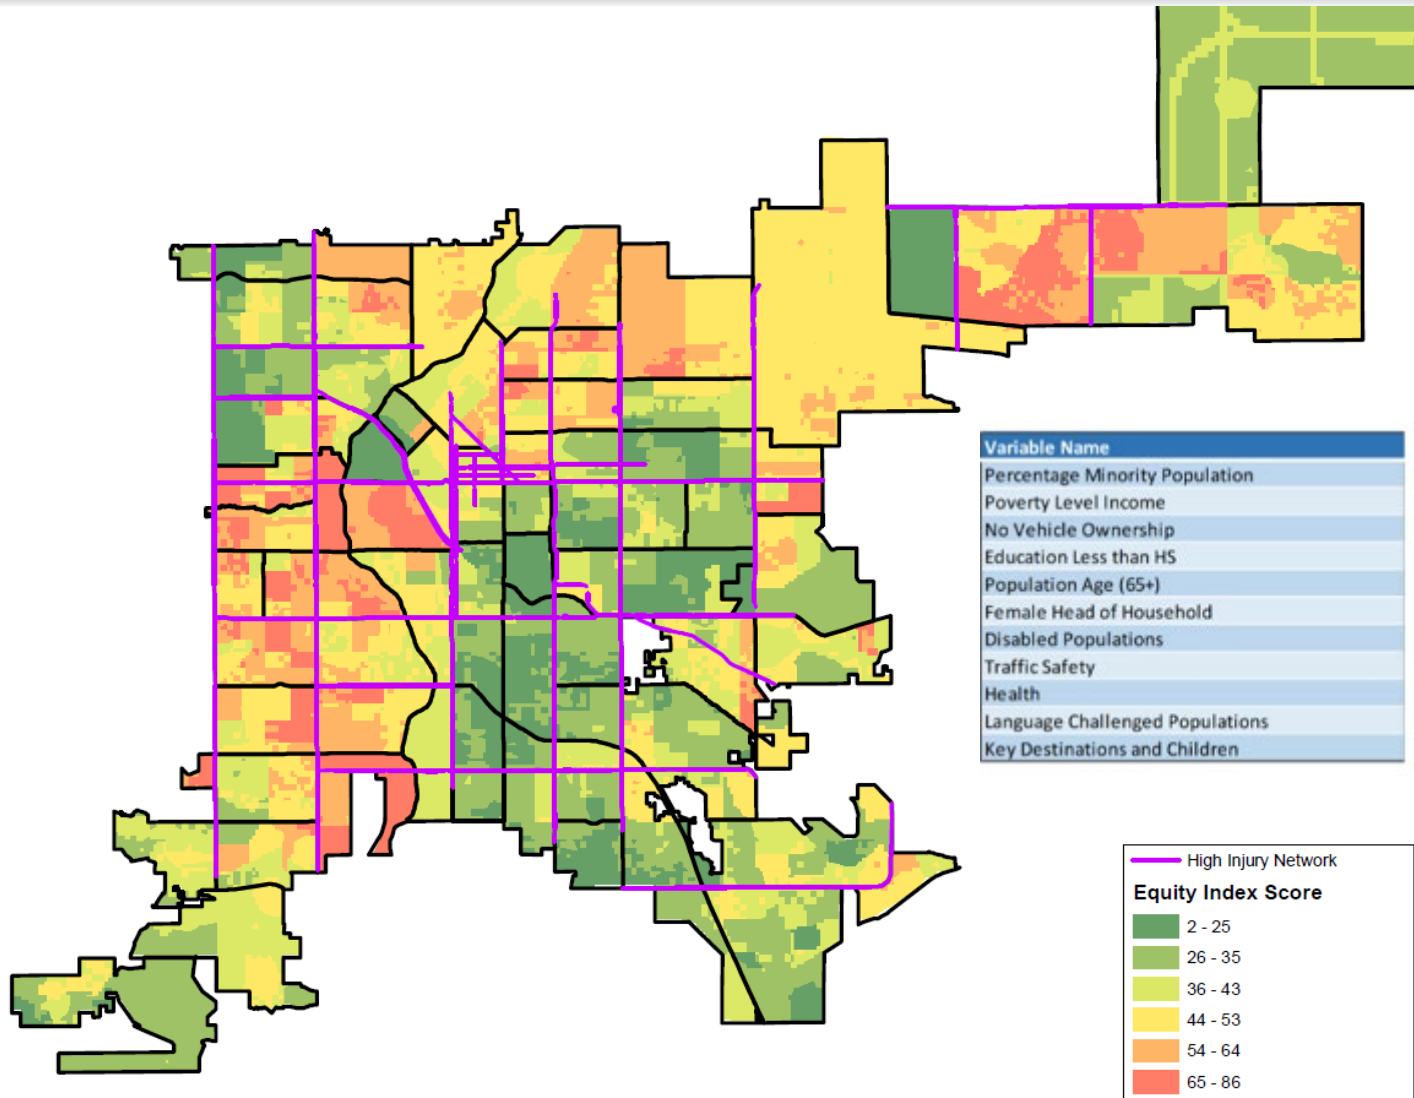 Variable Name
Percentage Minority Population
Poverty Level Income
No Vehicle Ownership
Education Less than HS
Population Age (65+)
Female Head of Household
Disabled Populations
Traffic Safety
Health
Language Challenged Populations
Key Destinations and Children
High Injury Network
Equity Index Score
2 - 25
26 - 35
36 - 43
44 - 53
54 - 64
65 - 86